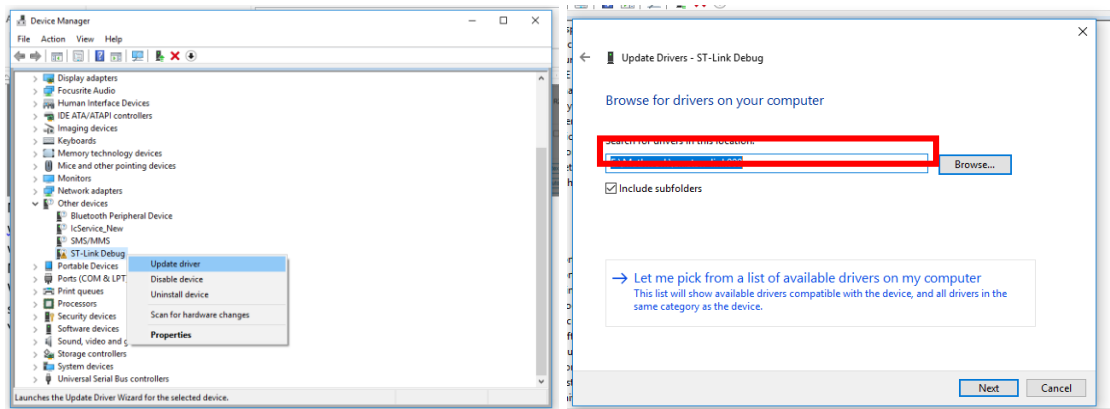 Device Manager
File Action View Help
Display adapters
Focusrite Audio
Human Interface Devices
IDE ATA/ATAPI controllers
Imaging devices
Keyboards
Memory technology devices
Mice and other pointing devices
Monitors
Network adapters
Other devices
Bluetooth Peripheral Device
IcService_New
SMS/MMS
ST-Link Debug
Portable Devices
Ports (COM & LPT
Print queues
Processors
Security devices
Software devices
Sound, video and g
Storage controllers
System devices
Universal Serial Bus controllers
Update driver
Disable device
Uninstall device
Scan for hardware changes
Properties
Launches the Update Driver Wizard for the selected device.
Update Drivers - ST-Link Debug
Browse for drivers on your computer
Search for drivers in this location:
Browse...
Include subfolders
Let me pick from a list of available drivers on my computer
This list will show available drivers compatible with the device, and all drivers in the
same category as the device.
Next Cancel